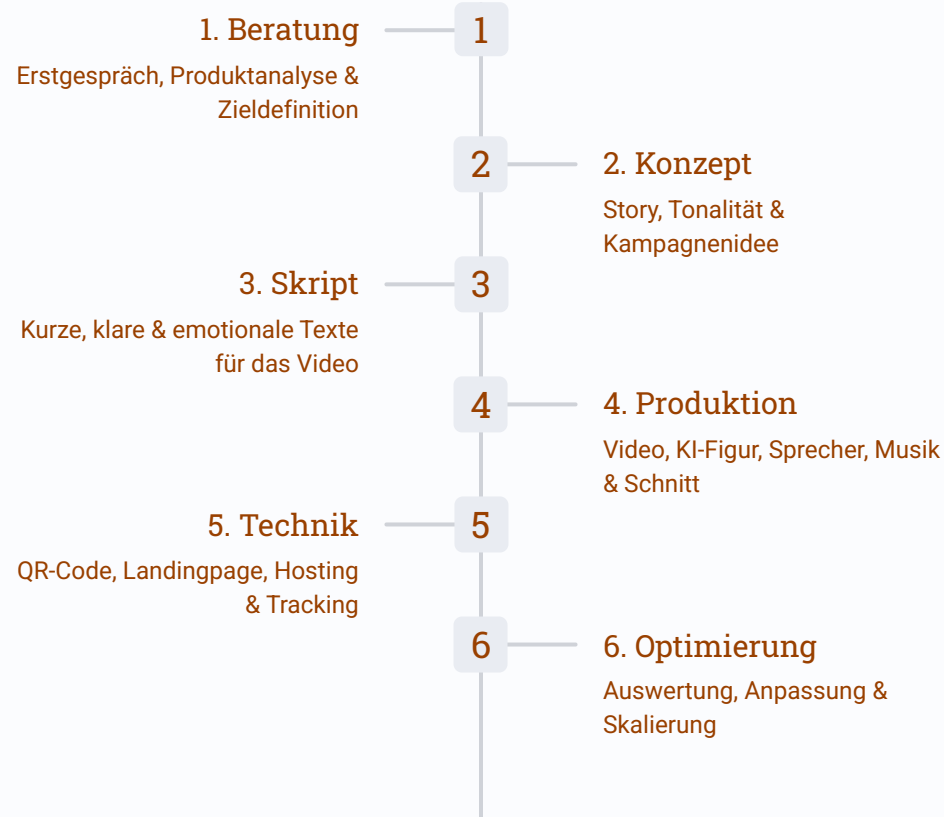 1. Beratung
1
Erstgespräch, Produktanalyse &
Zieldefinition
2
2. Konzept
Story, Tonalität &
Kampagnenidee
3. Skript
3
Kurze, klare & emotionale Texte
für das Video
4
4. Produktion
Video, KI-Figur, Sprecher, Musik
& Schnitt
5. Technik
5
QR-Code, Landingpage, Hosting
& Tracking
6
6. Optimierung
Auswertung, Anpassung &
Skalierung